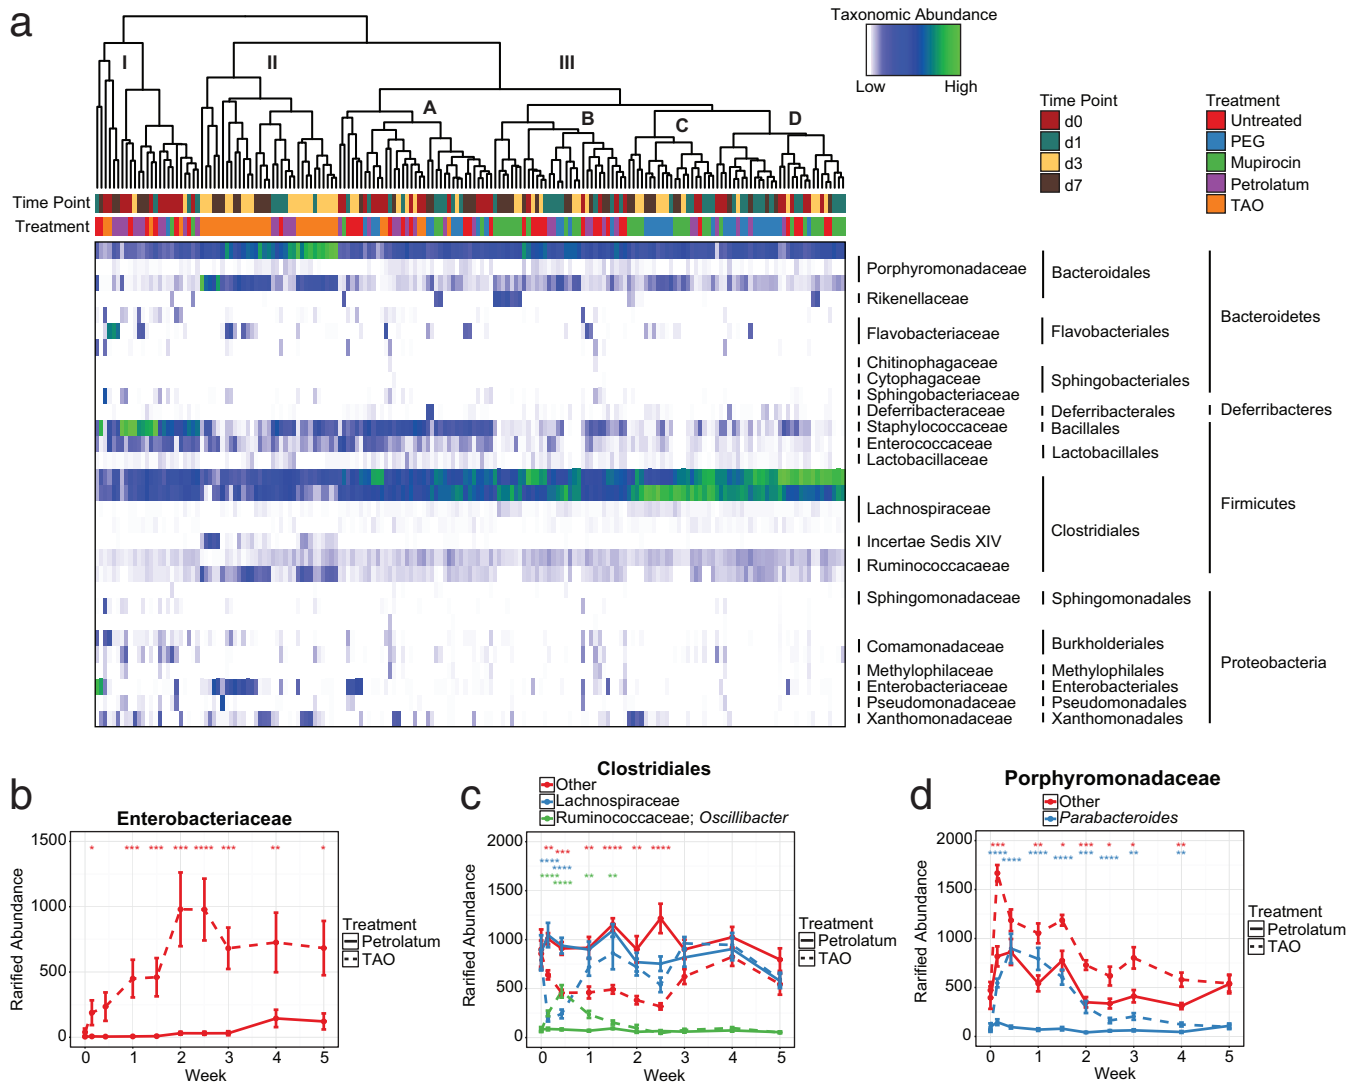 a
Taxonomic Abundance
Low High
I
II
III
A
B
C
D
Time Point
d0
d1
d3
d7
Treatment
Untreated
PEG
Mupirocin
Petrolatum
TAO
Time Point
Treatment
Porphyromonadaceae
Rikenellaceae
Flavobacteriaceae
Chitinophagaceae
Cytophagaceae
Sphingobacteriaceae
Deferribacteraceae
Staphylococcaceae
Enterococcaceae
Lactobacillaceae
Lachnospiraceae
Incertae Sedis XIV
Ruminococcacaeae
Sphingomonadaceae
Comamonadaceae
Methylophilaceae
Enterobacteriaceae
Pseudomonadaceae
Xanthomonadaceae
Bacteroidales
Flavobacteriales
Sphingobacteriales
Deferribacterales
Bacillales
Lactobacillales
Clostridiales
Sphingomonadales
Burkholderiales
Methylophilales
Enterobacteriales
Pseudomonadales
Xanthomonadales
Bacteroidetes
Deferribacteres
Firmicutes
Proteobacteria
b
Enterobacteriaceae
Rarified Abundance
1500
1000
500
0
* *** *** *** **** *** ** *
0 1 2 3 4 5
Week
Treatment
Petrolatum
TAO
c
Clostridiales
Other
Lachnospiraceae
Ruminococcaceae; Oscillibacter
Rarified Abundance
2000
1500
1000
500
0
** *** ** **** ** ****
**** ****
**** **** ** **
0 1 2 3 4 5
Week
Treatment
Petrolatum
TAO
d
Porphyromonadaceae
Other
Parabacteroides
Rarified Abundance
2000
1500
1000
500
0
*** ** * *** * * **
**** **** **** **** *** **** ** **
0 1 2 3 4 5
Week
Treatment
Petrolatum
TAO